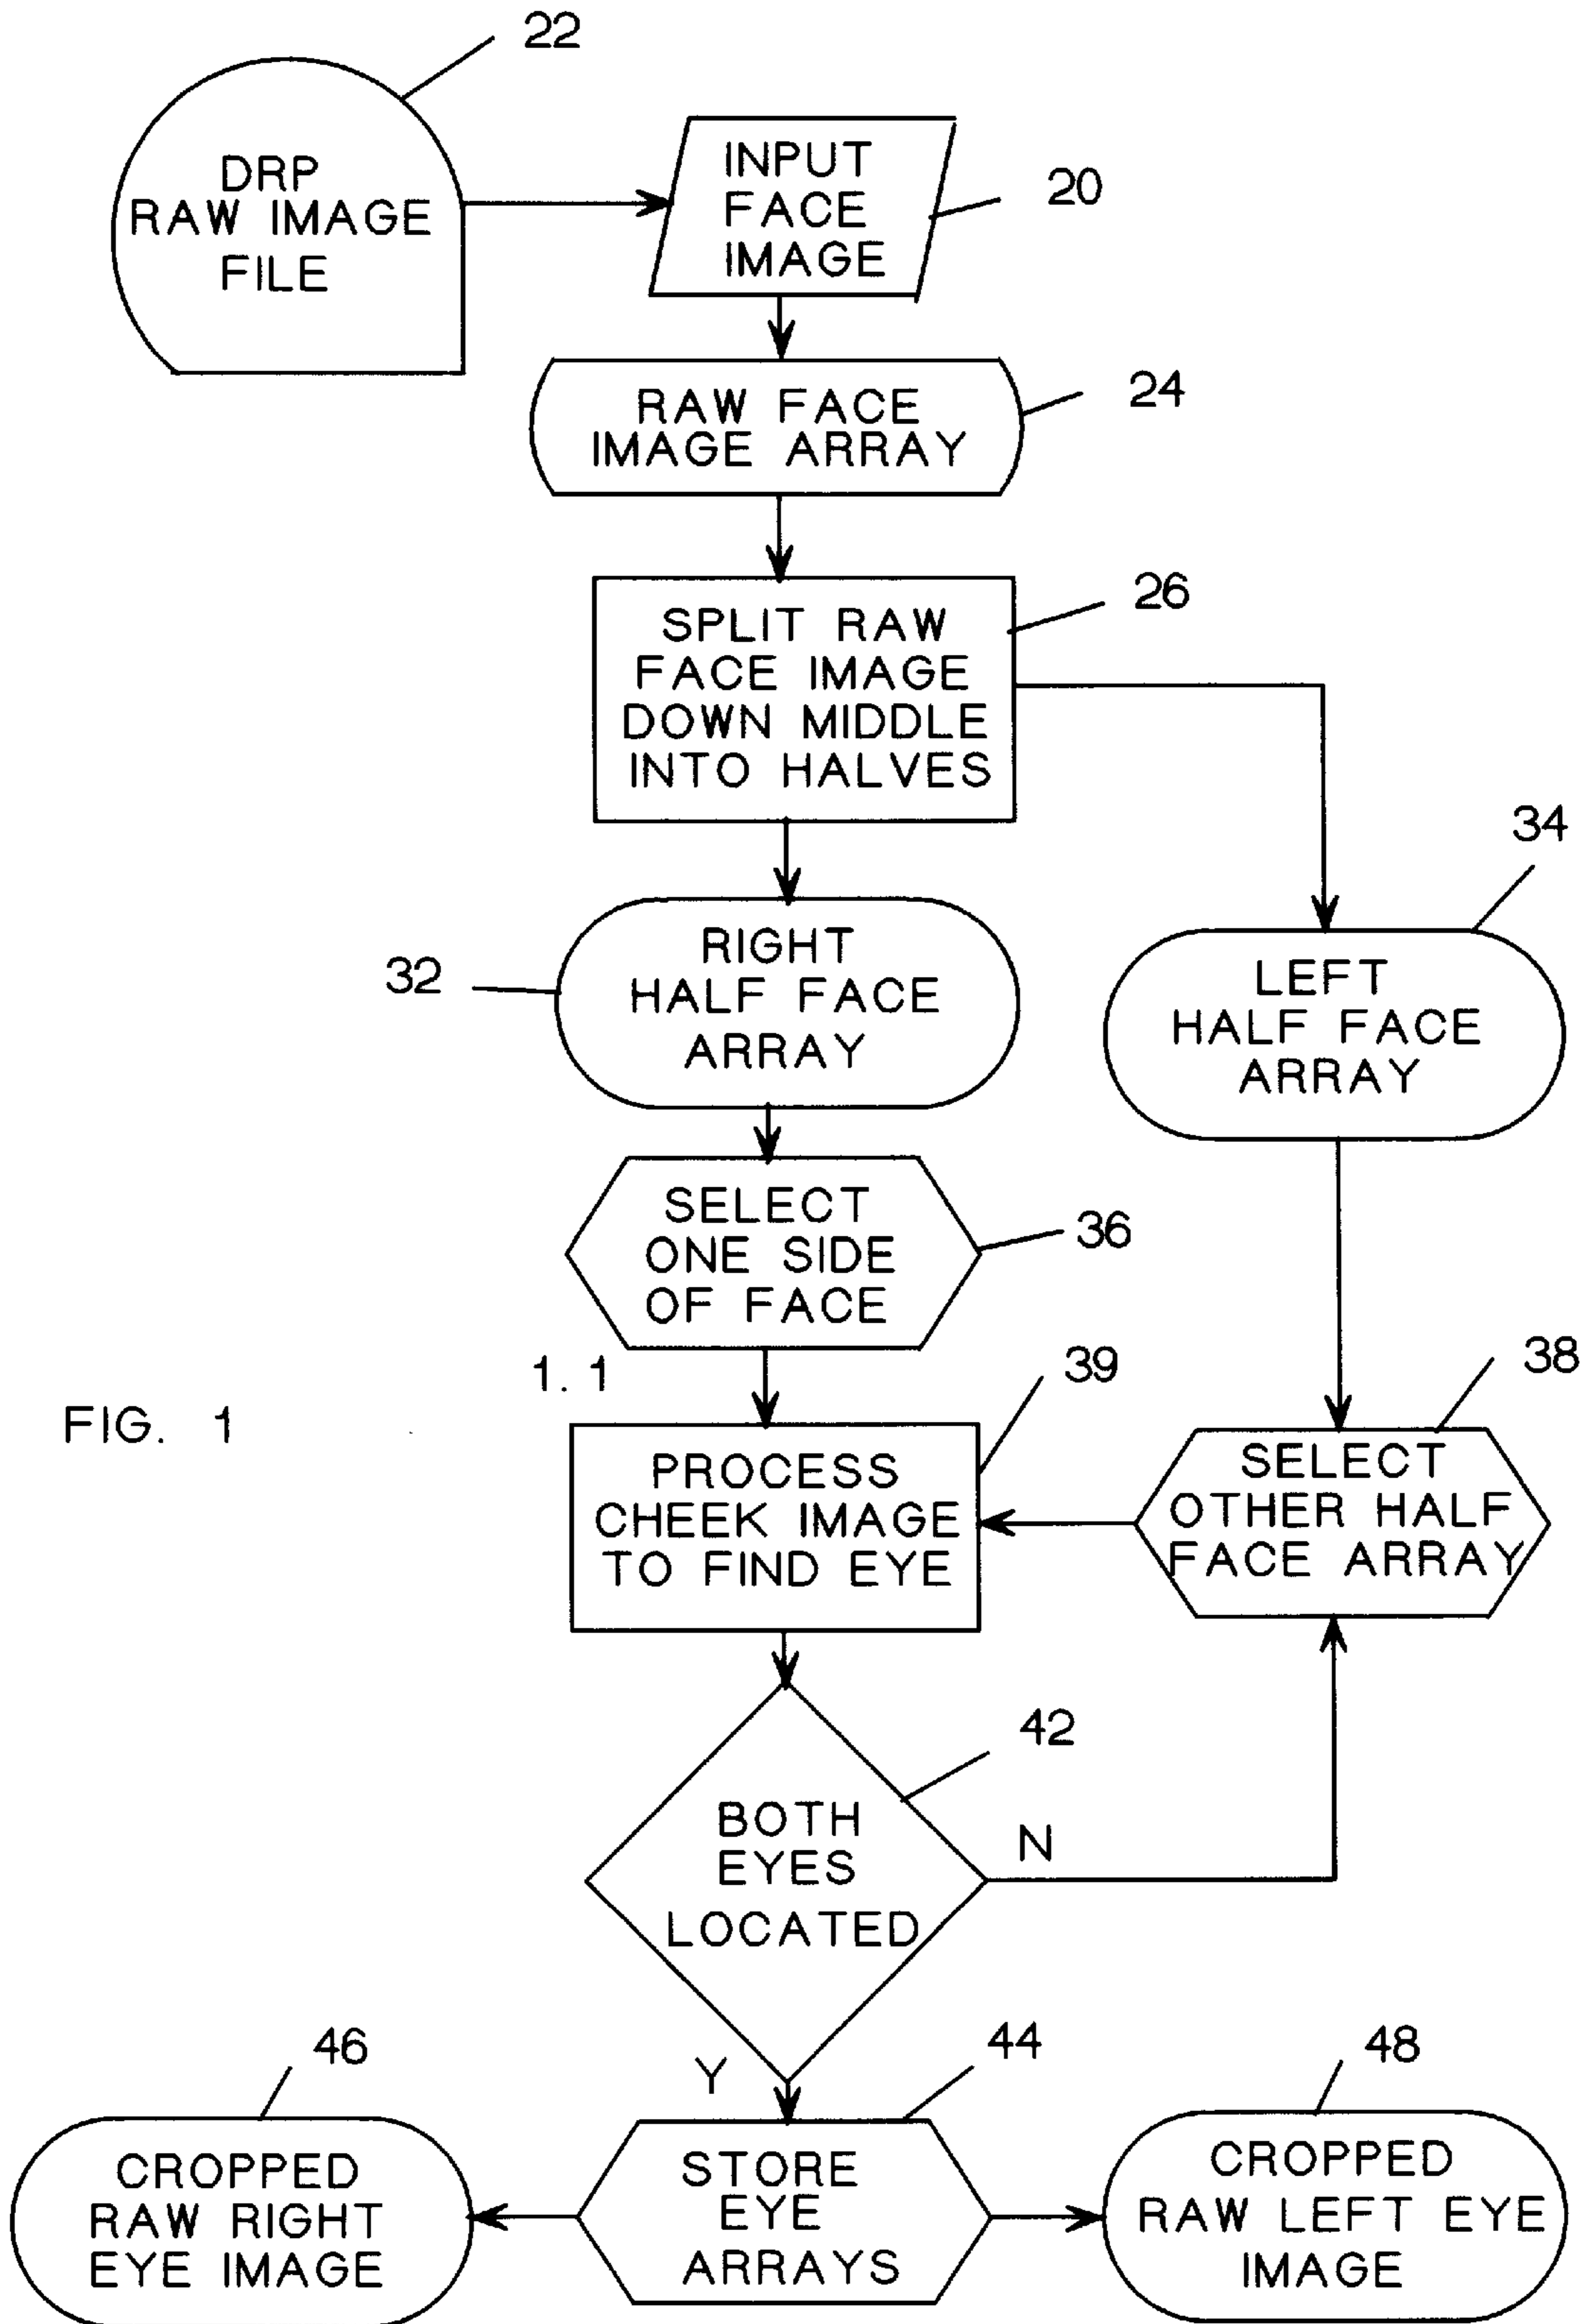 22
DRP
RAW IMAGE
FILE
INPUT
FACE
IMAGE
20
RAW FACE
IMAGE ARRAY
24
SPLIT RAW
FACE IMAGE
DOWN MIDDLE
INTO HALVES
26
34
RIGHT
HALF FACE
ARRAY
32
LEFT
HALF FACE
ARRAY
SELECT
ONE SIDE
OF FACE
36
1.1
39
38
FIG. 1
PROCESS
CHEEK IMAGE
TO FIND EYE
SELECT
OTHER HALF
FACE ARRAY
42
BOTH
EYES
LOCATED
N
Y
46
44
48
CROPPED
RAW RIGHT
EYE IMAGE
STORE
EYE
ARRAYS
CROPPED
RAW LEFT EYE
IMAGE